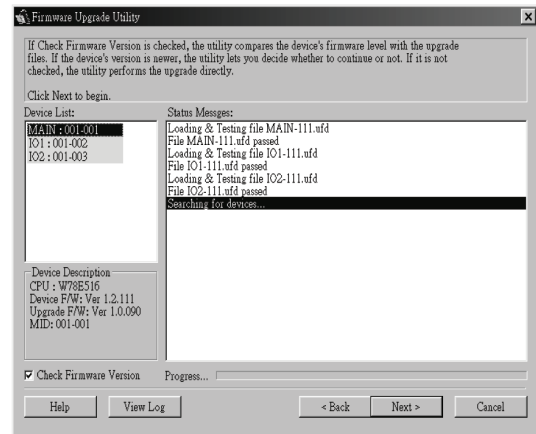 Firmware Upgrade Utility
If Check Firmware Version is checked, the utility compares the device's firmware level with the upgrade
files. If the device's version is newer, the utility lets you decide whether to continue or not. If it is not
checked, the utility performs the upgrade directly.
Click Next to begin.
Device List:
MAIN : 001-001
IO1 : 001-002
IO2 : 001-003
Status Messges:
Loading & Testing file MAIN-111.ufd
File MAIN-111.ufd passed
Loading & Testing file IO1-111.ufd
File IO1-111.ufd passed
Loading & Testing file IO2-111.ufd
File IO2-111.ufd passed
Searching for devices...
Device Description
CPU : W78E516
Device F/W: Ver 1.2.111
Upgrade F/W: Ver 1.0.090
MID: 001-001
Check Firmware Version
Progress...
Help
View Log
< Back
Next >
Cancel